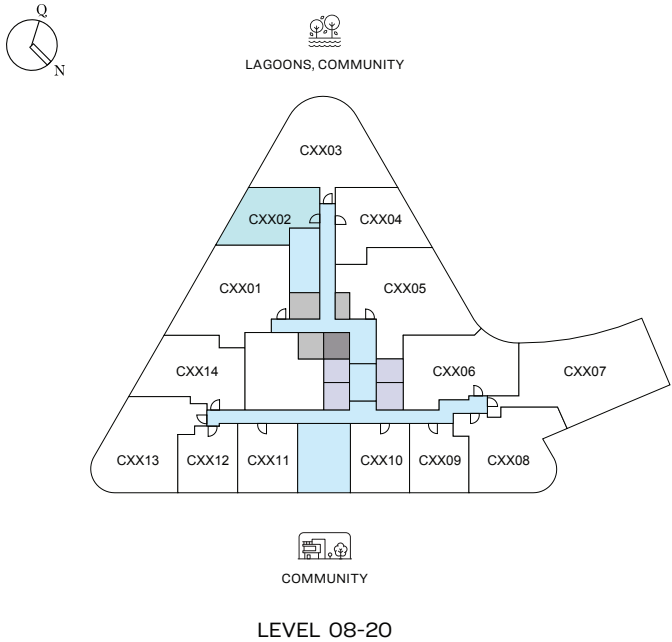 Q
N
LAGOONS, COMMUNITY
CXX03
CXX02
CXX04
CXX01
CXX05
CXX14
CXX06
CXX07
CXX13
CXX12
CXX11
CXX10
CXX09
CXX08
COMMUNITY
LEVEL 08-20